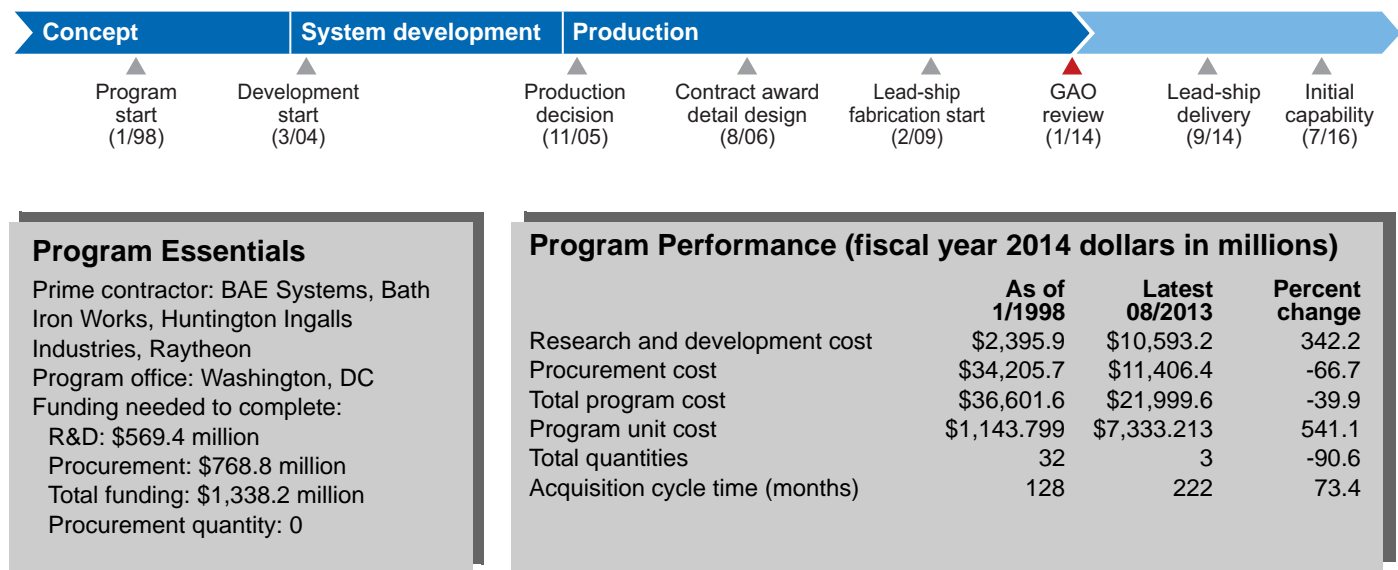 Concept System development Production
Program start (1/98)
Development start (3/04)
Production decision (11/05)
Contract award detail design (8/06)
Lead-ship fabrication start (2/09)
GAO review (1/14)
Lead-ship delivery (9/14)
Initial capability (7/16)
Program Essentials
Prime contractor: BAE Systems, Bath
Iron Works, Huntington Ingalls
Industries, Raytheon
Program office: Washington, DC
Funding needed to complete:
R&D: $569.4 million
Procurement: $768.8 million
Total funding: $1,338.2 million
Procurement quantity: 0
Program Performance (fiscal year 2014 dollars in millions)
As of 1/1998 Latest 08/2013 Percent change
Research and development cost $2,395.9 $10,593.2 342.2
Procurement cost $34,205.7 $11,406.4 -66.7
Total program cost $36,601.6 $21,999.6 -39.9
Program unit cost $1,143.799 $7,333.213 541.1
Total quantities 32 3 -90.6
Acquisition cycle time (months) 128 222 73.4